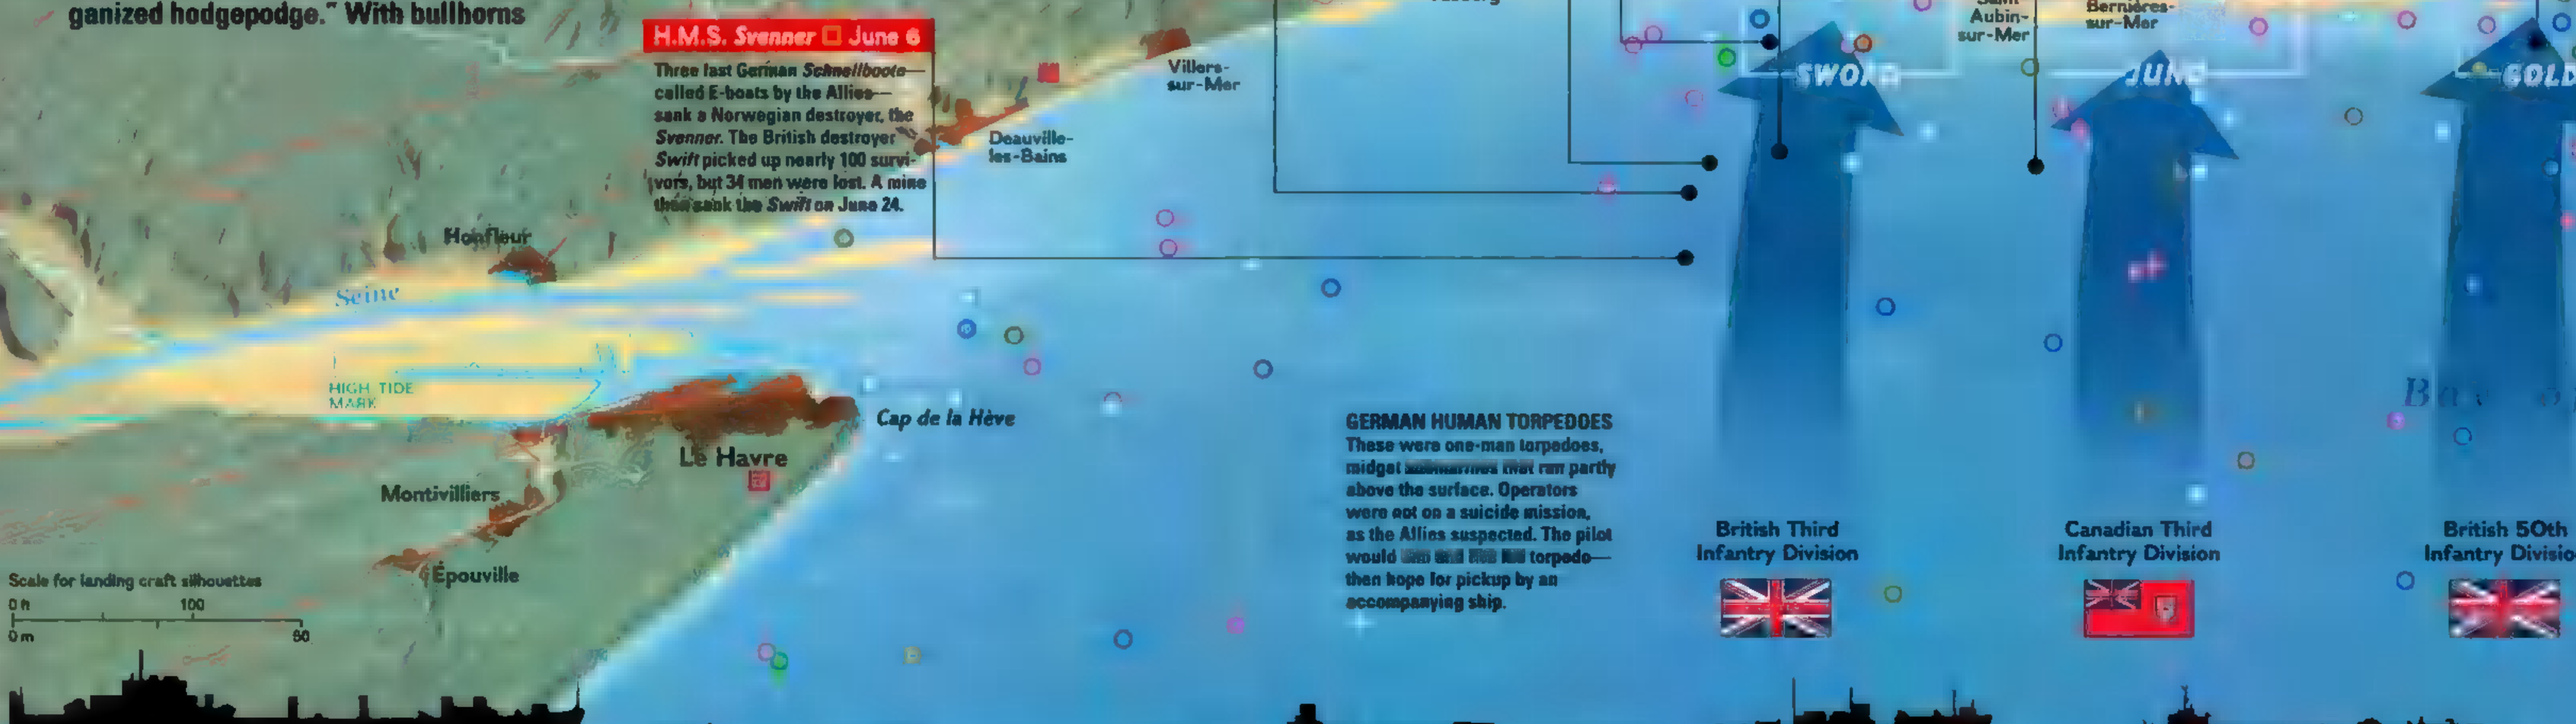 ganized hodgepodge." With bullhorns
H.M.S. Svenner June 6
Three fast German Schnellboote—
called E-boats by the Allies—
sank a Norwegian destroyer, the
Svenner. The British destroyer
Swift picked up nearly 100 survi-
vors, but 34 men were lost. A mine
then sank the Swift on June 24.
Villers-
sur-Mer
Deauville-
les-Bains
Aubin-
sur-Mer
Bernières-
sur-Mer
SWORD
JUNO
GOLD
Honfleur
Seine
HIGH TIDE
MARK
Cap de la Hève
Le Havre
Montivilliers
Épouville
GERMAN HUMAN TORPEDOES
These were one-man torpedoes,
midget that ran partly
above the surface. Operators
were not on a suicide mission,
as the Allies suspected. The pilot
would torpedo—
then hope for pickup by an
accompanying ship.
British Third
Infantry Division
Canadian Third
Infantry Division
British 50th
Infantry Divisio
Scale for landing craft silhouettes
0 ft 100
0 m 50